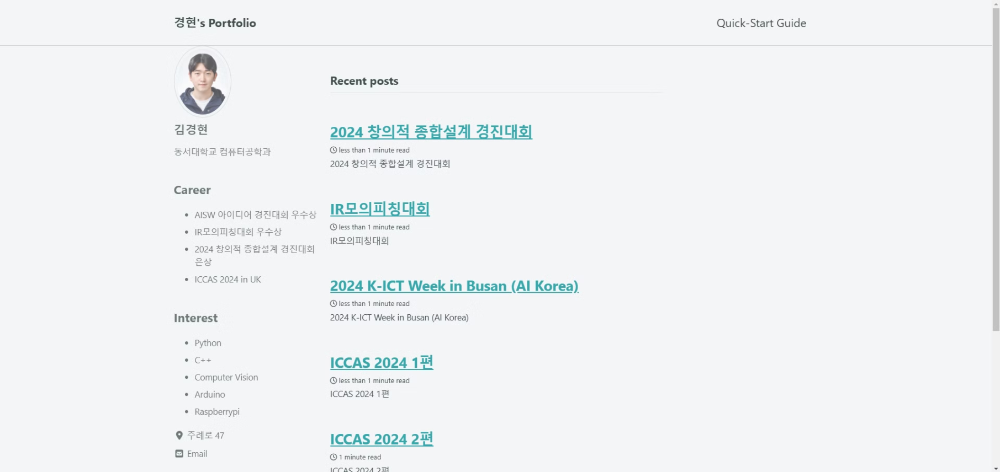 경현's Portfolio
Quick-Start Guide
김경현
동서대학교 컴퓨터공학과
Career
AISW 아이디어 경진대회 우수상
IR모의피칭대회 우수상
2024 창의적 종합설계 경진대회
은상
ICCAS 2024 in UK
Interest
Python
C++
Computer Vision
Arduino
Raspberrypi
주례로 47
Email
Recent posts
2024 창의적 종합설계 경진대회
less than 1 minute read
2024 창의적 종합설계 경진대회
IR모의피칭대회
less than 1 minute read
IR모의피칭대회
2024 K-ICT Week in Busan (AI Korea)
less than 1 minute read
2024 K-ICT Week in Busan (AI Korea)
ICCAS 2024 1편
less than 1 minute read
ICCAS 2024 1편
ICCAS 2024 2편
1 minute read
ICCAS 2024 2편